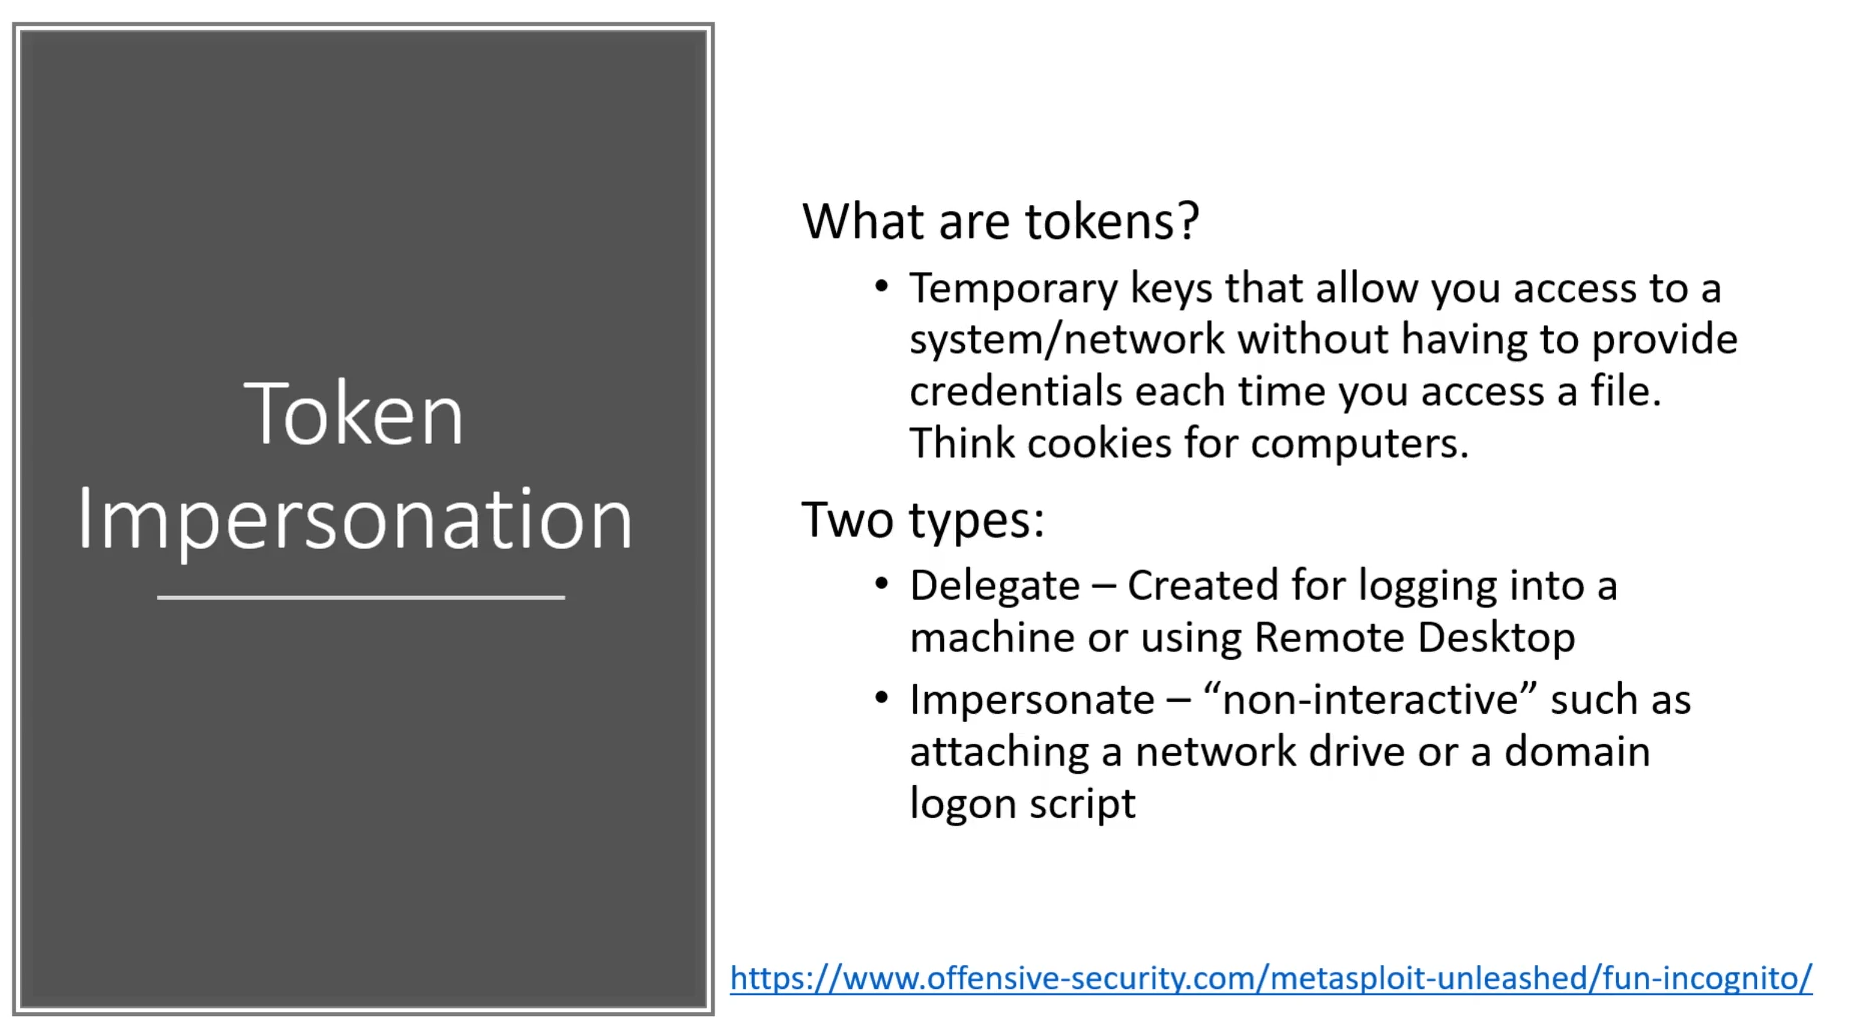 Token
Impersonation
What are tokens?
• Temporary keys that allow you access to a
system/network without having to provide
credentials each time you access a file.
Think cookies for computers.
Two types:
• Delegate – Created for logging into a
machine or using Remote Desktop
• Impersonate – “non-interactive” such as
attaching a network drive or a domain
logon script
https://www.offensive-security.com/metasploit-unleashed/fun-incognito/